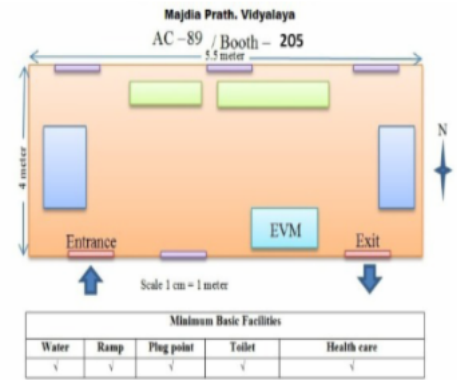 Majdia Prath. Vidyalaya
AC -89 / Booth - 205
5.5 meter
4 meter
N
EVM
Entrance
Exit
Scale 1 cm = 1 meter
Minimum Basic Facilities
Water Ramp Plug point Toilet Health care
√ √ √ √ √